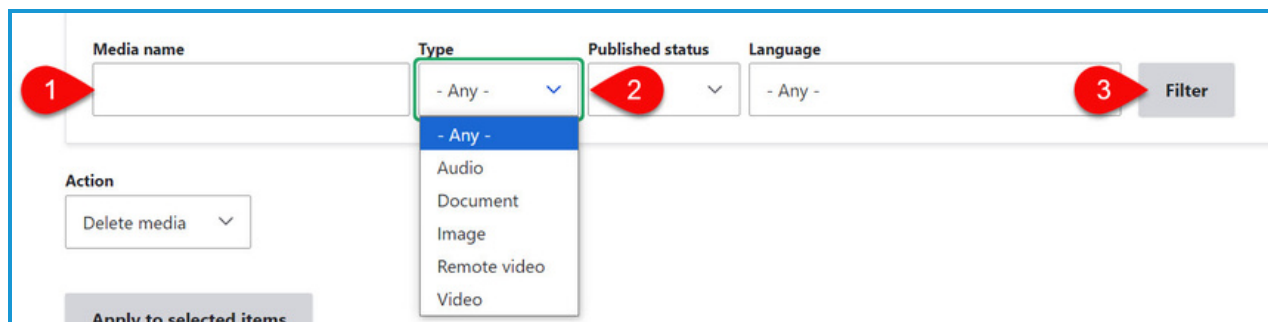 Media name Type Published status Language
1 - Any - 2 - Any - 3 Filter
- Any -
Audio
Document
Image
Remote video
Video
Action
Delete media
Apply to selected items